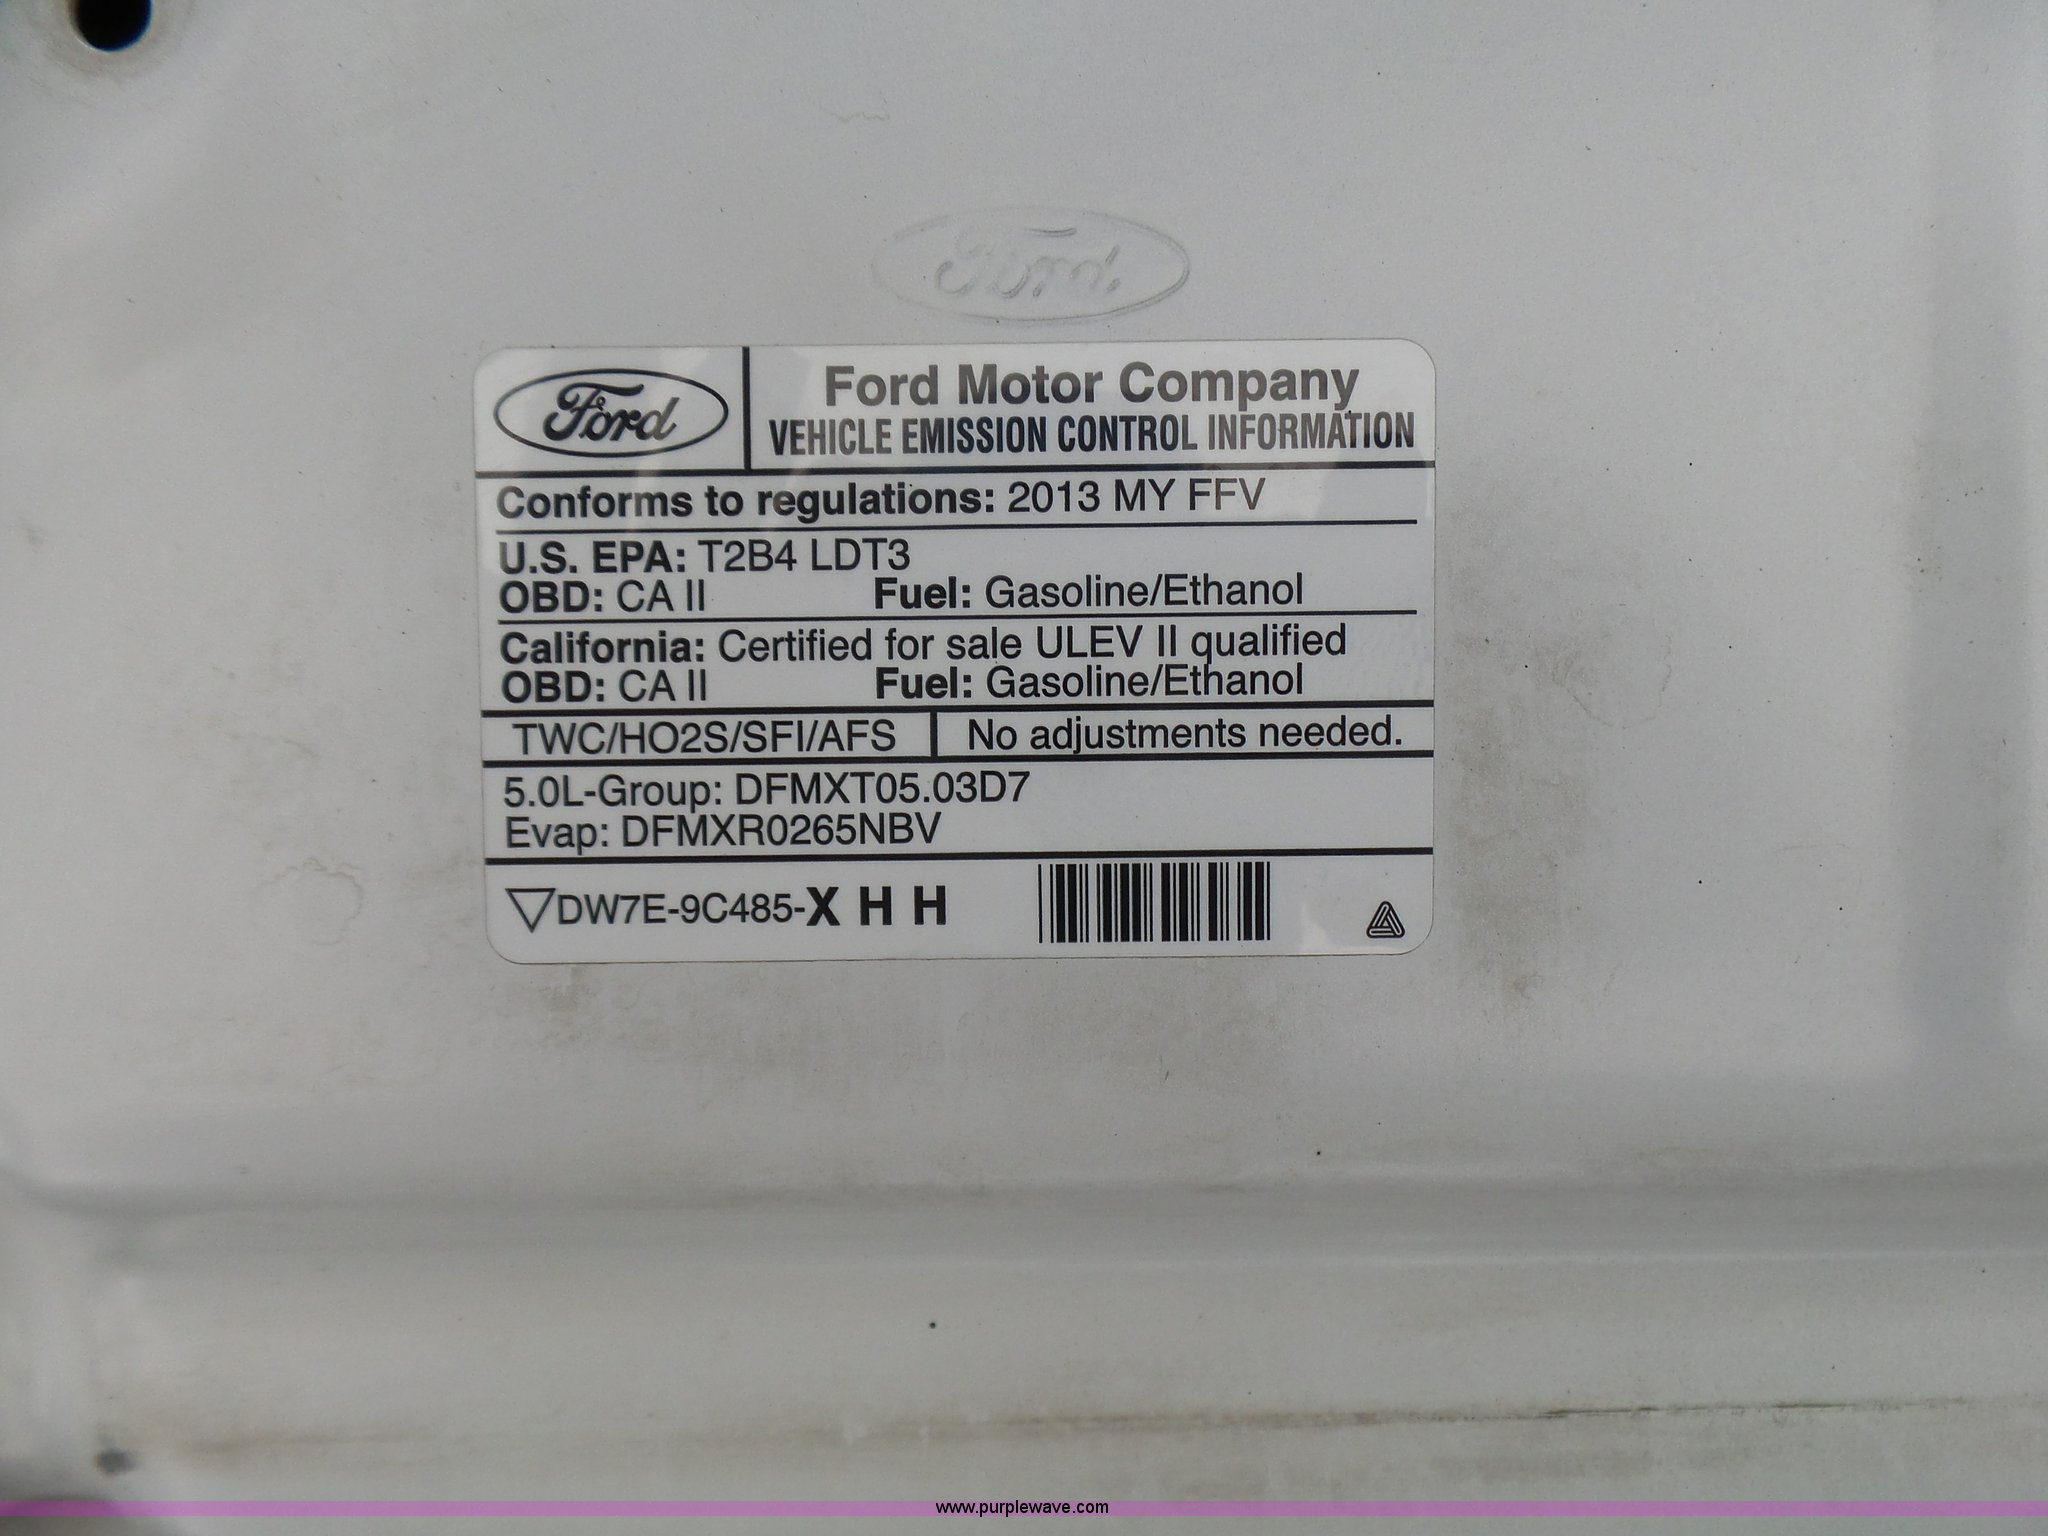 Ford
Ford
Ford Motor Company
VEHICLE EMISSION CONTROL INFORMATION
Conforms to regulations: 2013 MY FFV
U.S. EPA: T2B4 LDT3
OBD: CA II Fuel: Gasoline/Ethanol
California: Certified for sale ULEV II qualified
OBD: CA II Fuel: Gasoline/Ethanol
TWC/HO2S/SFI/AFS No adjustments needed.
5.0L-Group: DFMXT05.03D7
Evap: DFMXR0265NBV
DW7E-9C485-X H H
www.purplewave.com